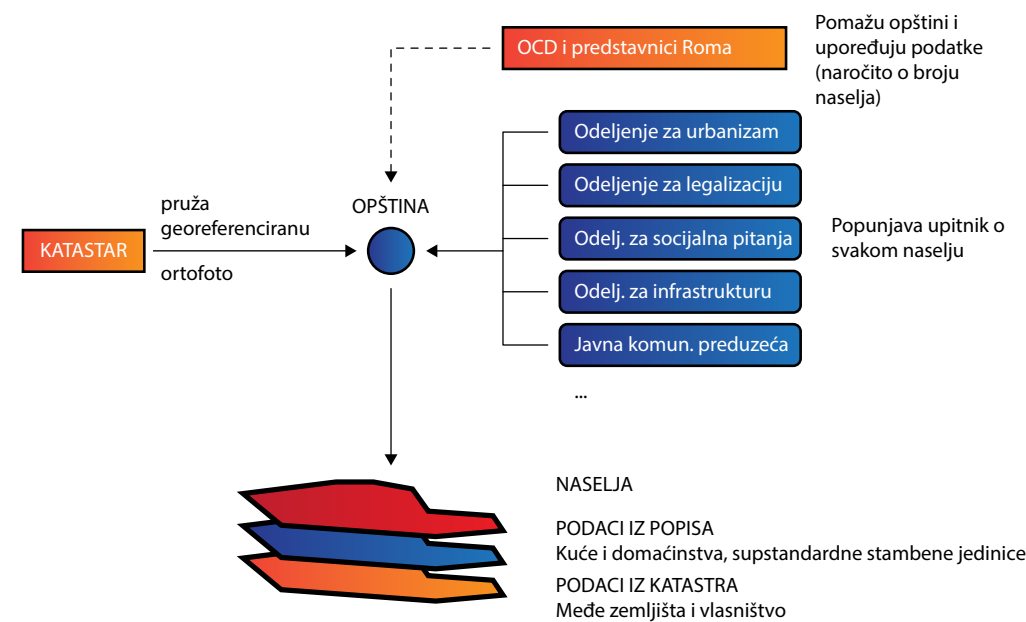 OCD i predstavnici Roma
Pomažu opštini i
upoređuju podatke
(naročito o broju
naselja)
Odeljenje za urbanizam
Odeljenje za legalizaciju
Odelj. za socijalna pitanja
Odelj. za infrastrukturu
Javna komun. preduzeća
...
Popunjava upitnik o
svakom naselju
OPŠTINA
KATASTAR
pruža
georeferenciranu
ortofoto
NASELJA
PODACI IZ POPISA
Kuće i domaćinstva, supstandardne stambene jedinice
PODACI IZ KATASTRA
Međe zemljišta i vlasništvo